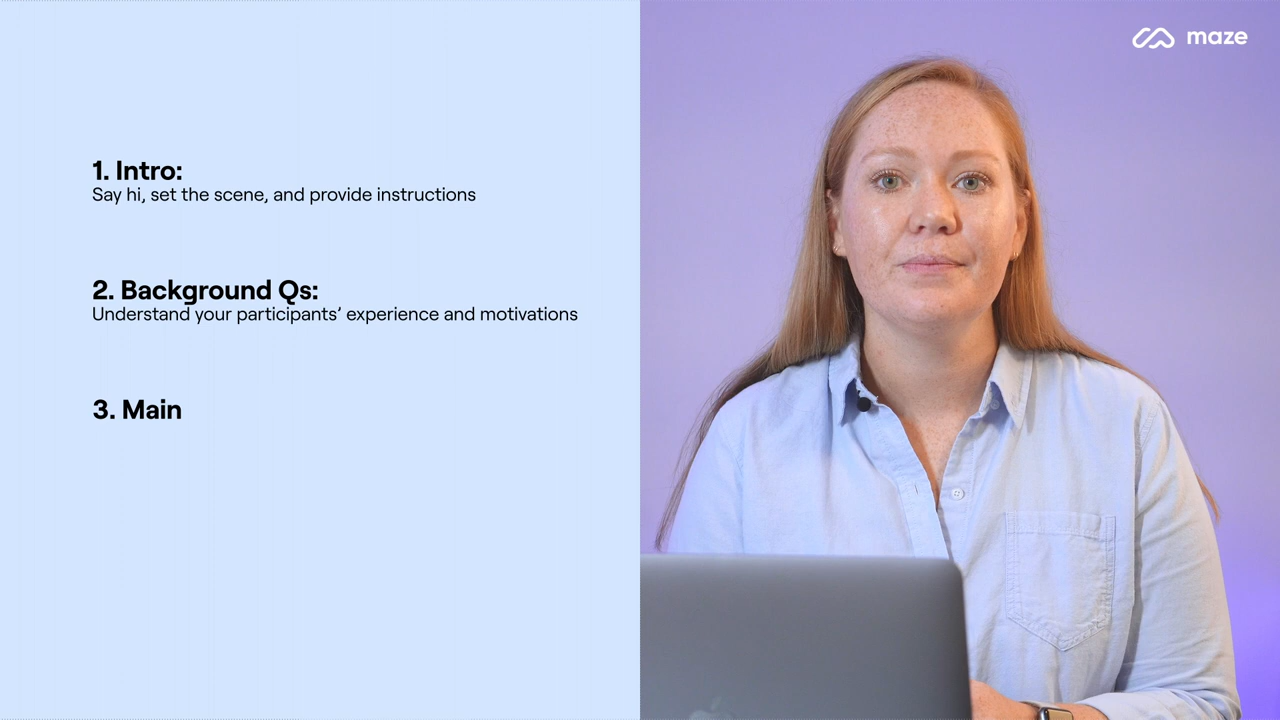 maze
1. Intro:
Say hi, set the scene, and provide instructions
2. Background Qs:
Understand your participants’ experience and motivations
3. Main